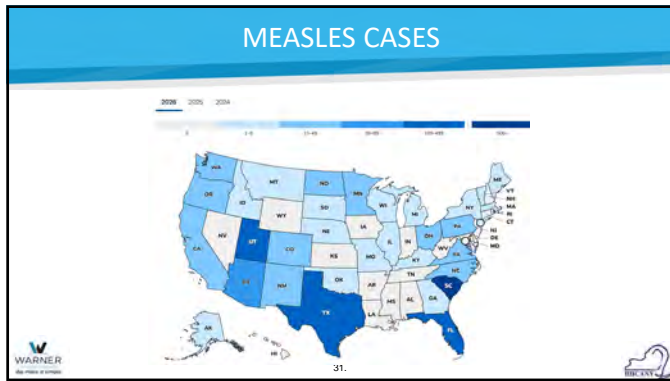 MEASLES CASES
2026 2025 2024
WA
MT
ND
MN
ME
VT
NH
MA
RI
CT
NJ
DE
MD
OR
ID
SD
WI
MI
NY
WY
NE
IA
IL
IN
OH
PA
NV
UT
CO
KS
MO
KY
WV
VA
CA
AZ
NM
OK
AR
TN
NC
SC
TX
LA
MS
AL
GA
FL
AK
HI
WARNER
31.
HHCANY